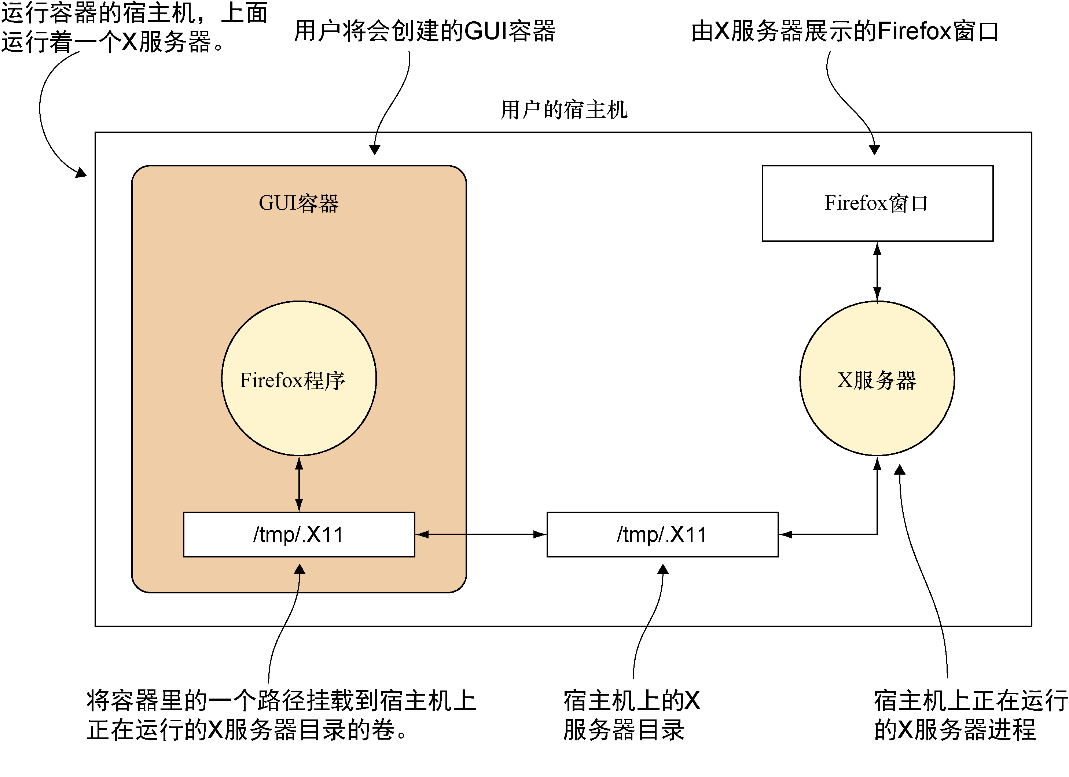 运行容器的宿主机，上面
运行着一个X服务器。
用户将会创建的GUI容器
由X服务器展示的Firefox窗口
用户的宿主机
GUI容器
Firefox窗口
Firefox程序
X服务器
/tmp/.X11
/tmp/.X11
将容器里的一个路径挂载到宿主机上
正在运行的X服务器目录的卷。
宿主机上的X
服务器目录
宿主机上正在运行
的X服务器进程